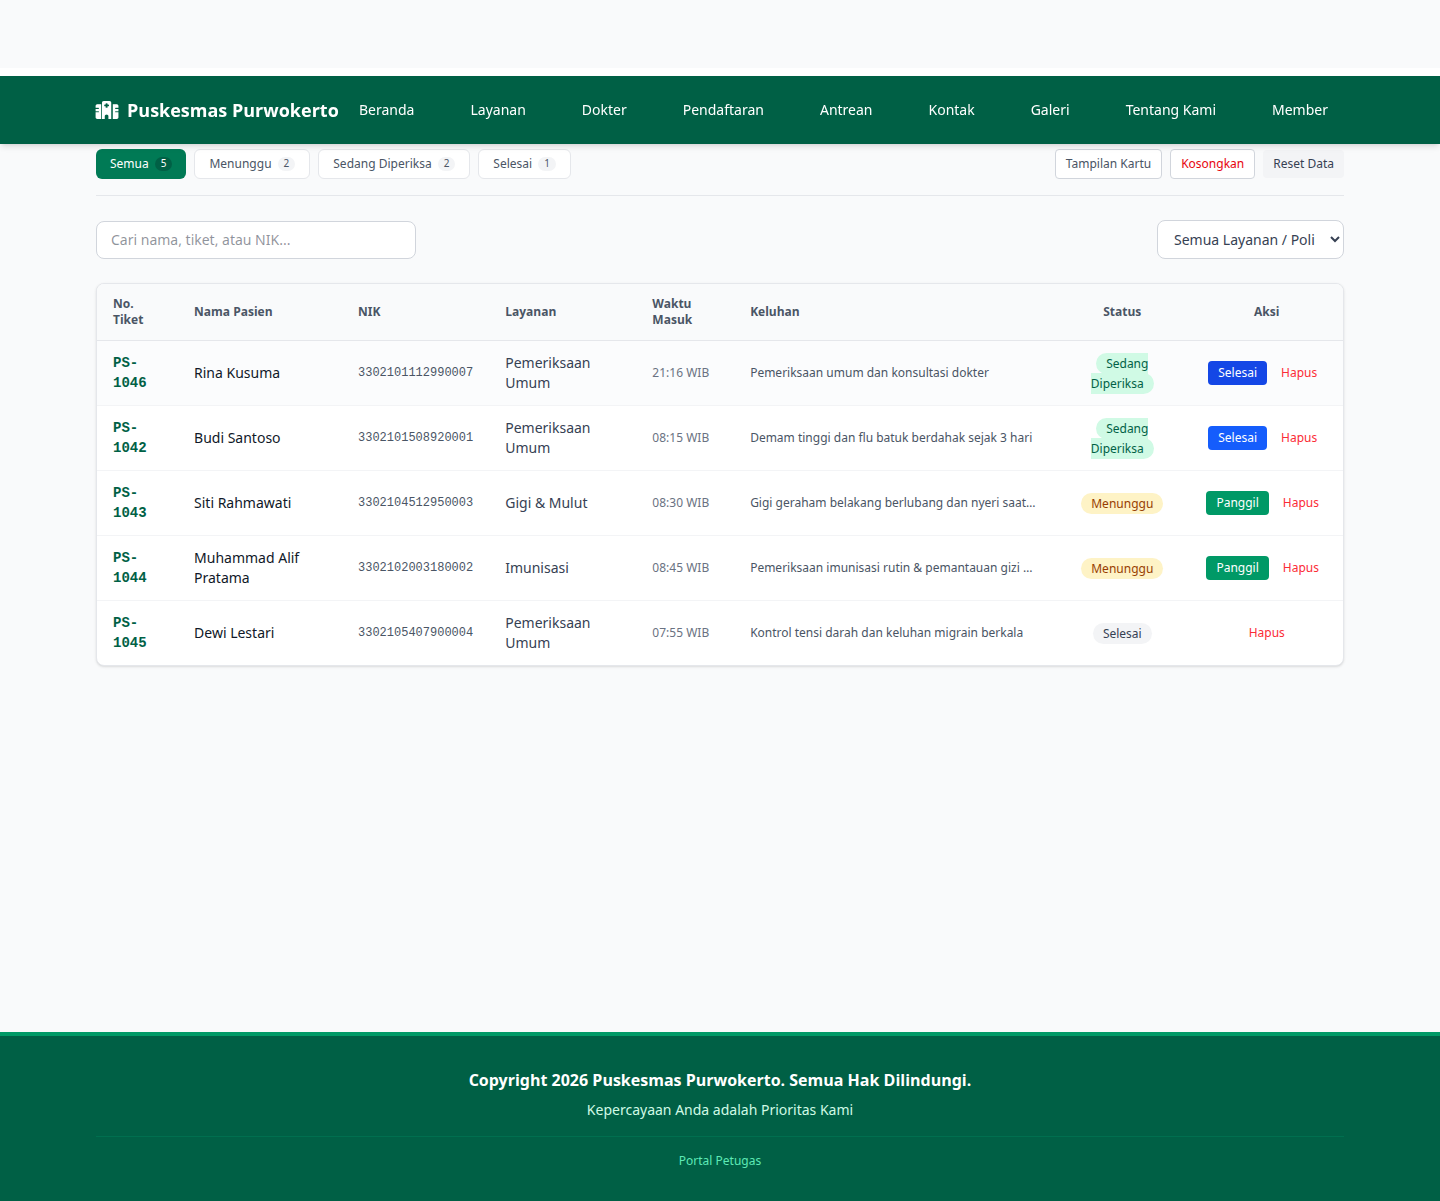 Puskesmas Purwokerto Beranda Layanan Dokter Pendaftaran Antrean Kontak Galeri Tentang Kami Member
Semua 5 Menunggu 2 Sedang Diperiksa 2 Selesai 1 Tampilan Kartu Kosongkan Reset Data
Cari nama, tiket, atau NIK... Semua Layanan / Poli
No. Tiket Nama Pasien NIK Layanan Waktu Masuk Keluhan Status Aksi
PS-1046 Rina Kusuma 3302101112990007 Pemeriksaan Umum 21:16 WIB Pemeriksaan umum dan konsultasi dokter Sedang Diperiksa Selesai Hapus
PS-1042 Budi Santoso 3302101508920001 Pemeriksaan Umum 08:15 WIB Demam tinggi dan flu batuk berdahak sejak 3 hari Sedang Diperiksa Selesai Hapus
PS-1043 Siti Rahmawati 3302104512950003 Gigi & Mulut 08:30 WIB Gigi geraham belakang berlubang dan nyeri saat... Menunggu Panggil Hapus
PS-1044 Muhammad Alif Pratama 3302102003180002 Imunisasi 08:45 WIB Pemeriksaan imunisasi rutin & pemantauan gizi ... Menunggu Panggil Hapus
PS-1045 Dewi Lestari 3302105407900004 Pemeriksaan Umum 07:55 WIB Kontrol tensi darah dan keluhan migrain berkala Selesai Hapus
Copyright 2026 Puskesmas Purwokerto. Semua Hak Dilindungi.
Kepercayaan Anda adalah Prioritas Kami
Portal Petugas